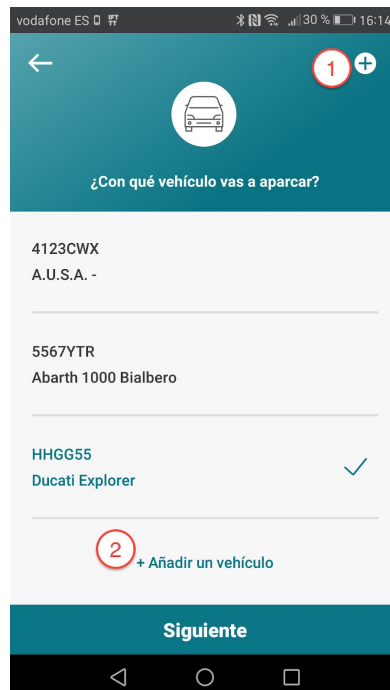 vodafone ES 30 % 16:14
1
¿Con qué vehículo vas a aparcar?
4123CWX
A.U.S.A. -
5567YTR
Abarth 1000 Bialbero
HHGG55
Ducati Explorer
2
+ Añadir un vehículo
Siguiente